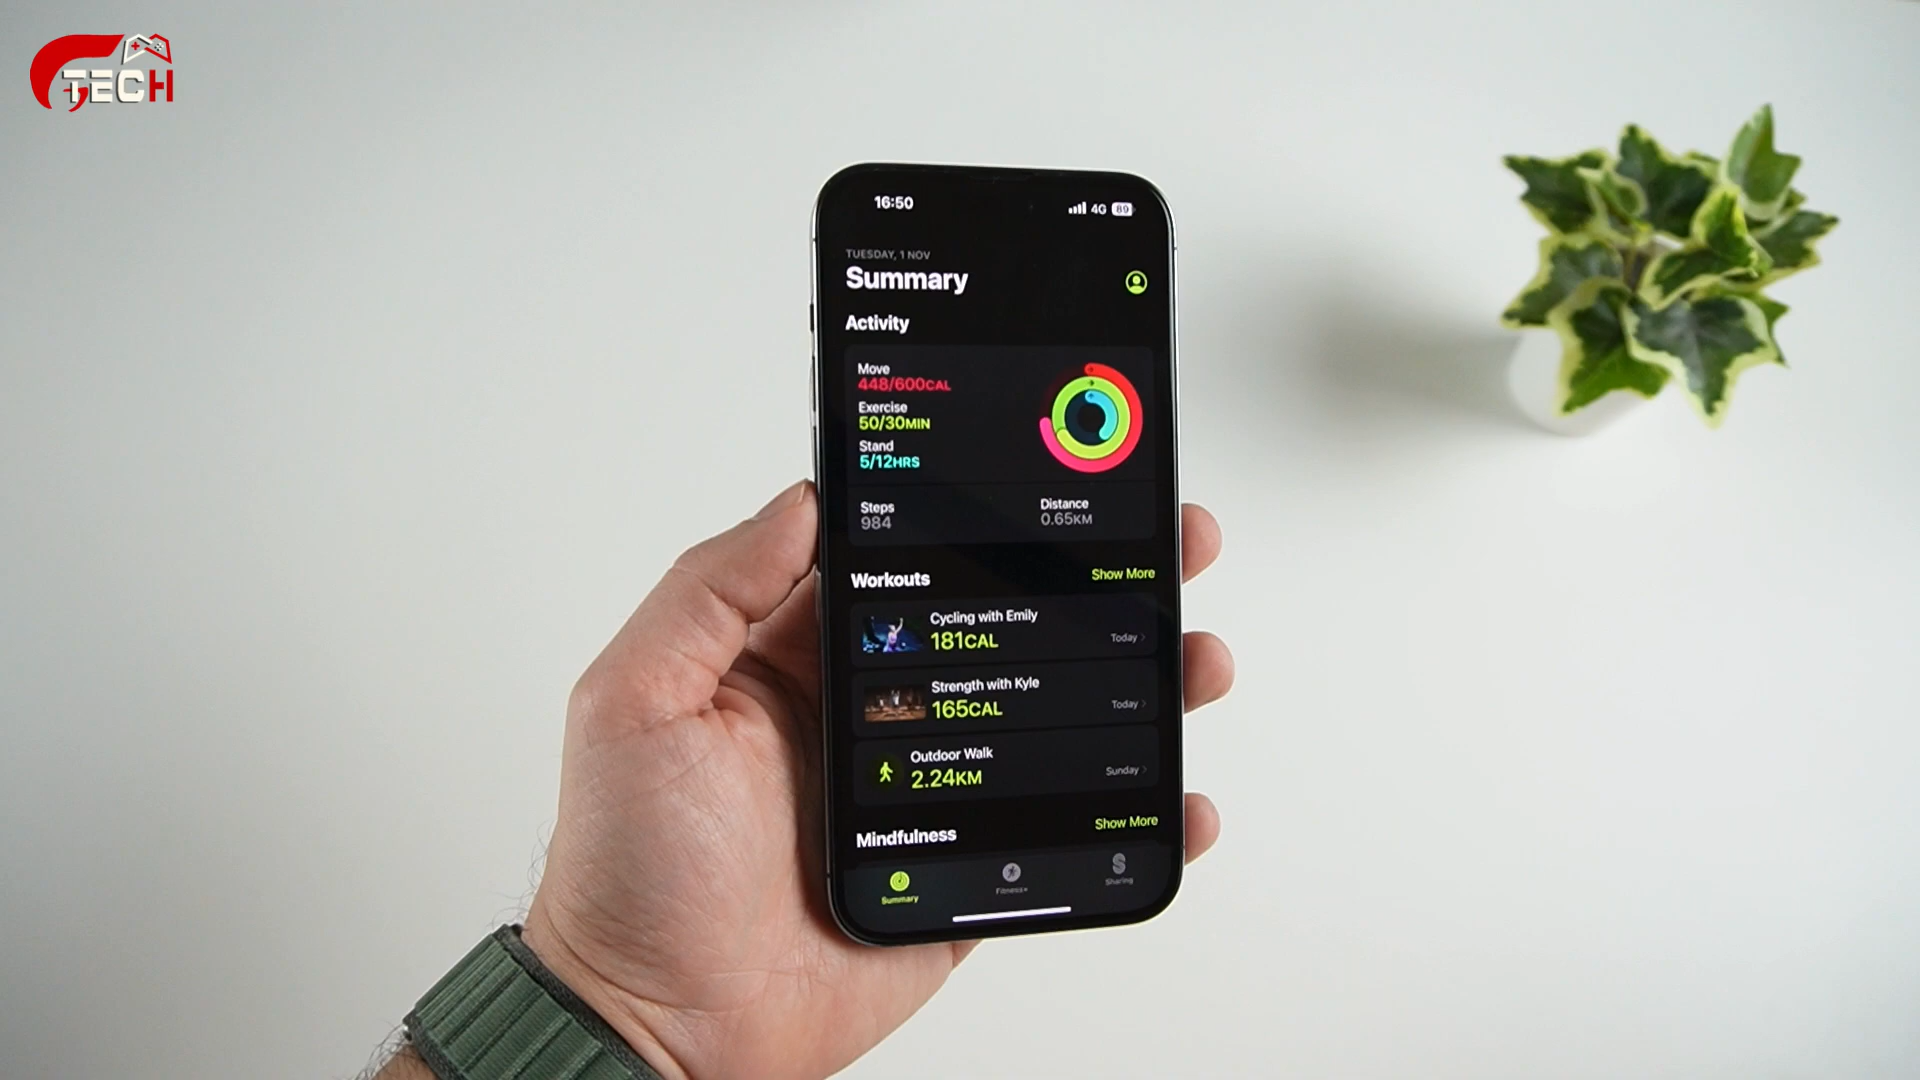 TECH
16:50
4G 89
TUESDAY, 1 NOV
Summary
Activity
Move
448/600CAL
Exercise
50/30MIN
Stand
5/12HRS
Steps
984
Distance
0.65KM
Workouts
Show More
Cycling with Emily
181CAL
Today
Strength with Kyle
165CAL
Today
Outdoor Walk
2.24KM
Sunday
Mindfulness
Show More
Summary
Fitness+
Sharing